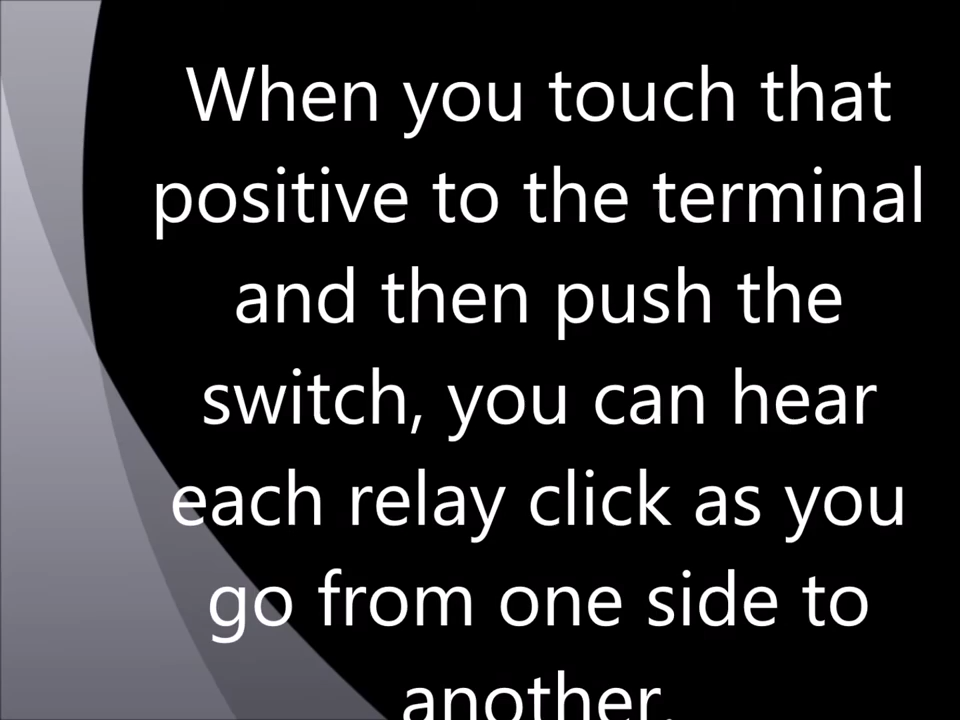 When you touch that
positive to the terminal
and then push the
switch, you can hear
each relay click as you
go from one side to
another.